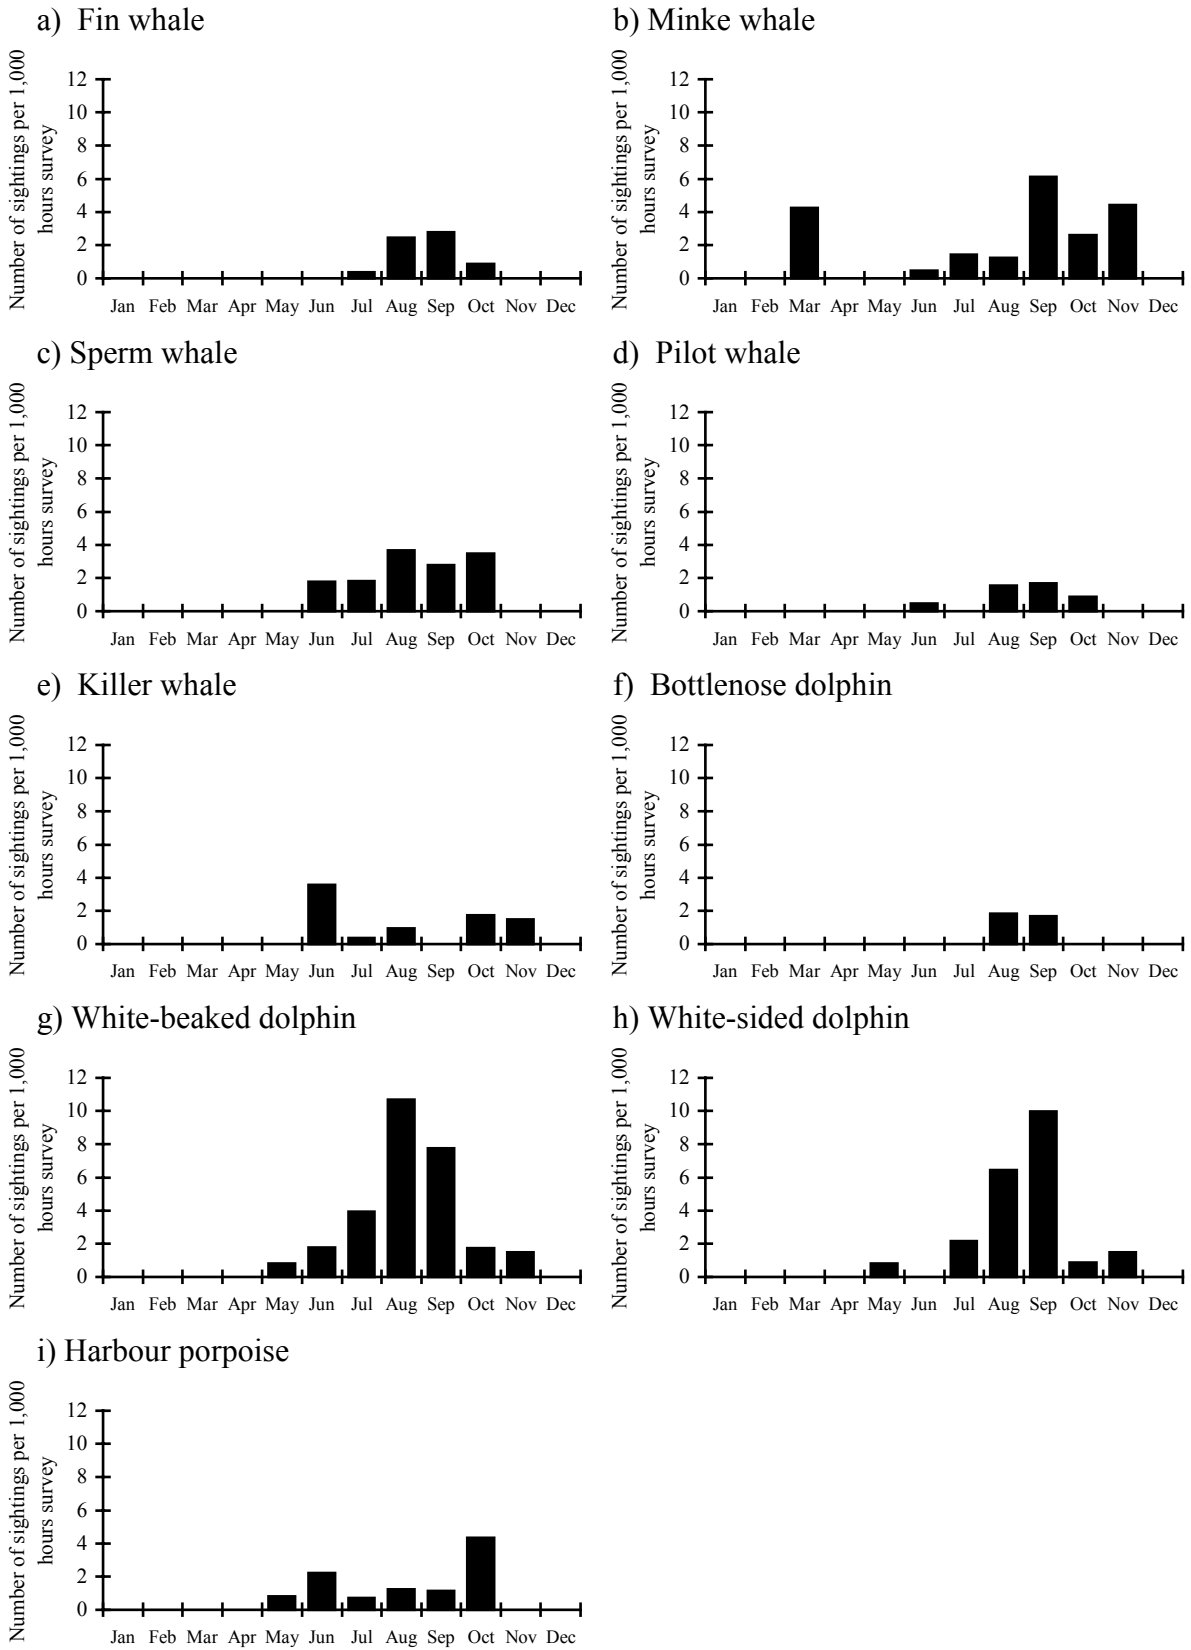 a) Fin whale
Number of sightings per 1,000
hours survey
12
10
8
6
4
2
0
Jan Feb Mar Apr May Jun Jul Aug Sep Oct Nov Dec
b) Minke whale
Number of sightings per 1,000
hours survey
12
10
8
6
4
2
0
Jan Feb Mar Apr May Jun Jul Aug Sep Oct Nov Dec
c) Sperm whale
Number of sightings per 1,000
hours survey
12
10
8
6
4
2
0
Jan Feb Mar Apr May Jun Jul Aug Sep Oct Nov Dec
d) Pilot whale
Number of sightings per 1,000
hours survey
12
10
8
6
4
2
0
Jan Feb Mar Apr May Jun Jul Aug Sep Oct Nov Dec
e) Killer whale
Number of sightings per 1,000
hours survey
12
10
8
6
4
2
0
Jan Feb Mar Apr May Jun Jul Aug Sep Oct Nov Dec
f) Bottlenose dolphin
Number of sightings per 1,000
hours survey
12
10
8
6
4
2
0
Jan Feb Mar Apr May Jun Jul Aug Sep Oct Nov Dec
g) White-beaked dolphin
Number of sightings per 1,000
hours survey
12
10
8
6
4
2
0
Jan Feb Mar Apr May Jun Jul Aug Sep Oct Nov Dec
h) White-sided dolphin
Number of sightings per 1,000
hours survey
12
10
8
6
4
2
0
Jan Feb Mar Apr May Jun Jul Aug Sep Oct Nov Dec
i) Harbour porpoise
Number of sightings per 1,000
hours survey
12
10
8
6
4
2
0
Jan Feb Mar Apr May Jun Jul Aug Sep Oct Nov Dec